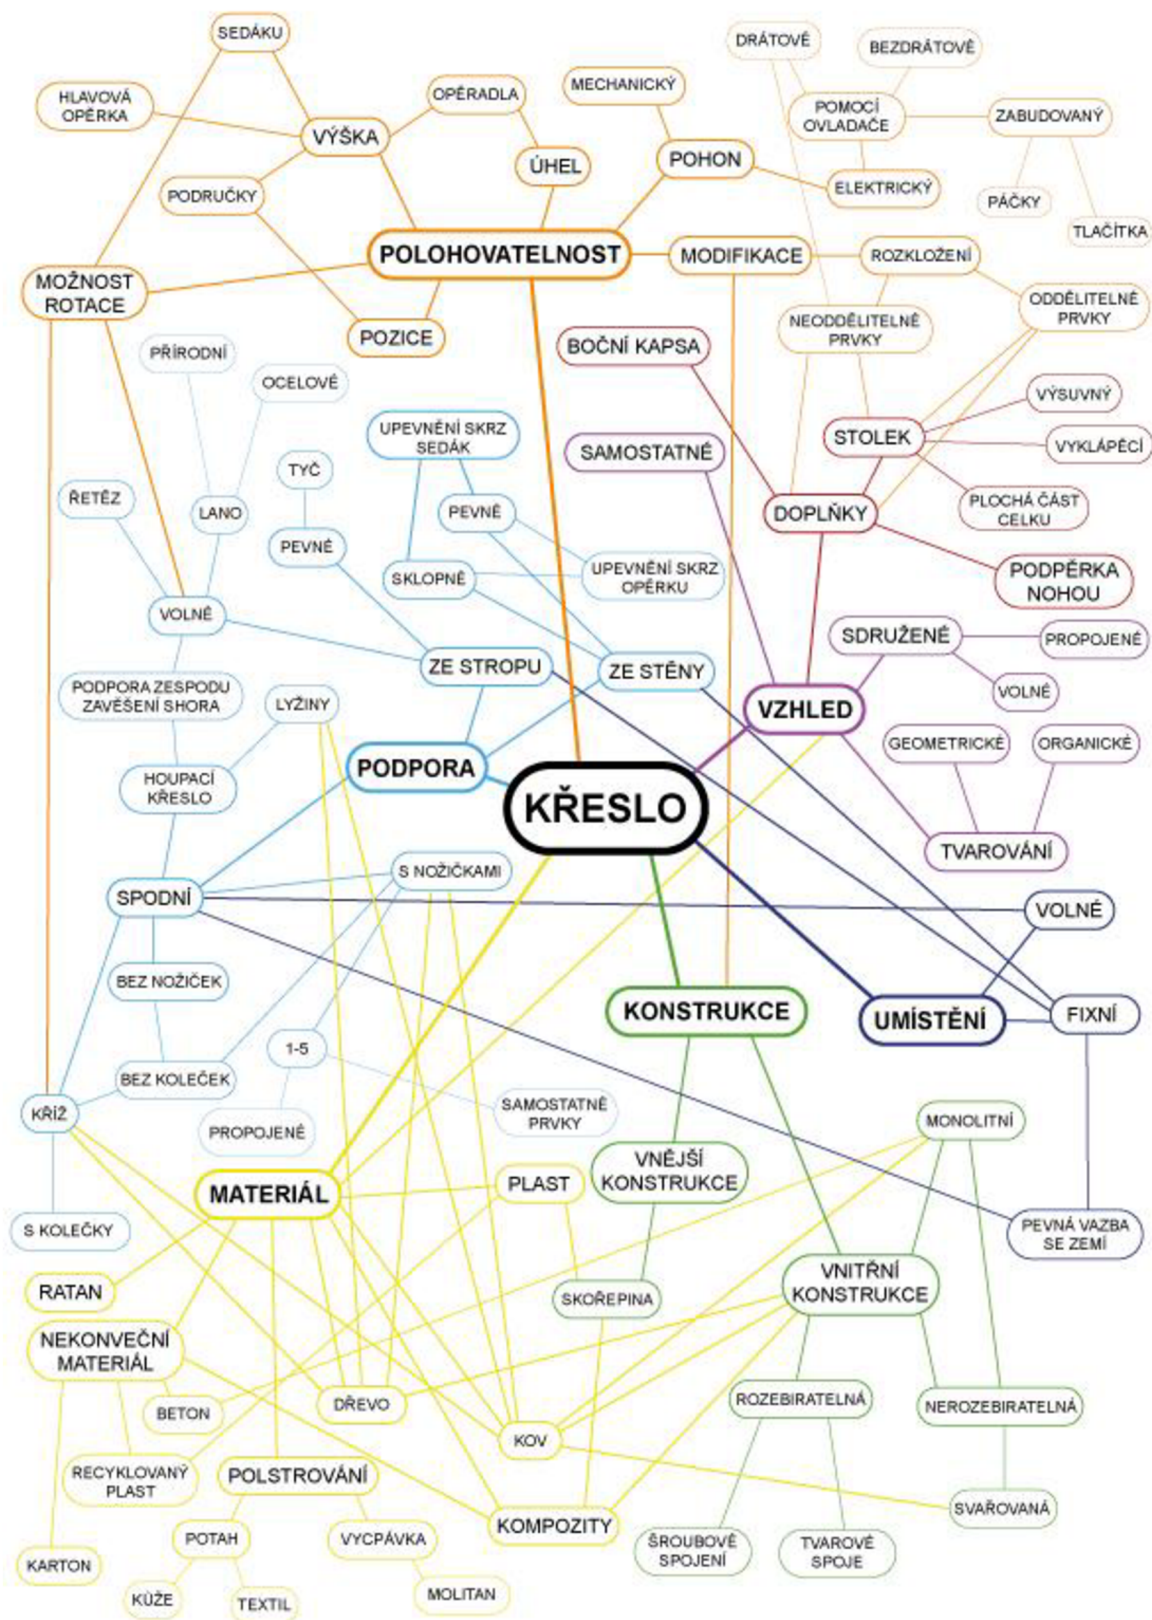 SEDÁKU
DRÁTOVÉ
BEZDRÁTOVÉ
MECHANICKÝ
HLAVOVÁ
OPĚRKA
OPĚRADLA
POMOCÍ
OVLADAČE
ZABUDOVANÝ
VÝŠKA
ÚHEL
POHON
PODRUČKY
ELEKTRICKÝ
PÁČKY
TLAČÍTKA
POLOHOVATELNOST
MODIFIKACE
ROZKLOŽENÍ
MOŽNOST
ROTACE
ODDĚLITELNÉ
PRVKY
POZICE
NEODDĚLITELNÉ
PRVKY
PŘÍRODNÍ
BOČNÍ KAPSA
OCELOVÉ
VÝSUVNÝ
UPEVNĚNÍ SKRZ
SEDÁK
STOLEK
VYKLÁPĚCÍ
SAMOSTATNÉ
TYČ
ŘETĚZ
LANO
PEVNÉ
DOPLŇKY
PLOCHÁ ČÁST
CELKU
PEVNÉ
SKLOPNÉ
UPEVNĚNÍ SKRZ
OPĚRKU
PODPĚRKA
NOHOU
VOLNÉ
SDRUŽENÉ
PROPOJENÉ
ZE STROPU
ZE STĚNY
PODPORA ZESPODU
ZAVĚŠENÍ SHORA
LYŽINY
VOLNÉ
VZHLED
GEOMETRICKÉ
ORGANICKÉ
PODPORA
HOUPACÍ
KŘESLO
KŘESLO
TVAROVÁNÍ
S NOŽIČKAMI
SPODNÍ
VOLNÉ
BEZ NOŽIČEK
KONSTRUKCE
UMÍSTĚNÍ
FIXNÍ
1-5
BEZ KOLEČEK
KŘÍŽ
SAMOSTATNÉ
PRVKY
MONOLITNÍ
PROPOJENÉ
VNĚJŠÍ
KONSTRUKCE
MATERIÁL
PLAST
S KOLEČKY
PEVNÁ VAZBA
SE ZEMÍ
VNITŘNÍ
KONSTRUKCE
RATAN
SKOŘEPINA
NEKONVEČNÍ
MATERIÁL
BETON
DŘEVO
ROZEBIRATELNÁ
NEROZEBIRATELNÁ
KOV
RECYKLOVANÝ
PLAST
POLSTROVÁNÍ
SVAŘOVANÁ
KOMPOZITY
POTAH
VYCPÁVKA
ŠROUBOVÉ
SPOJENÍ
TVAROVÉ
SPOJE
KARTON
KŮŽE
TEXTIL
MOLITAN